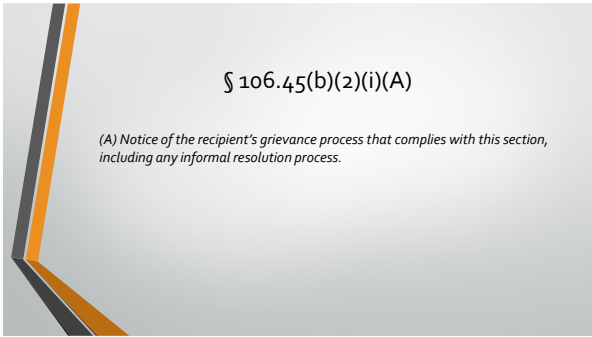 § 106.45(b)(2)(i)(A)
(A) Notice of the recipient’s grievance process that complies with this section,
including any informal resolution process.